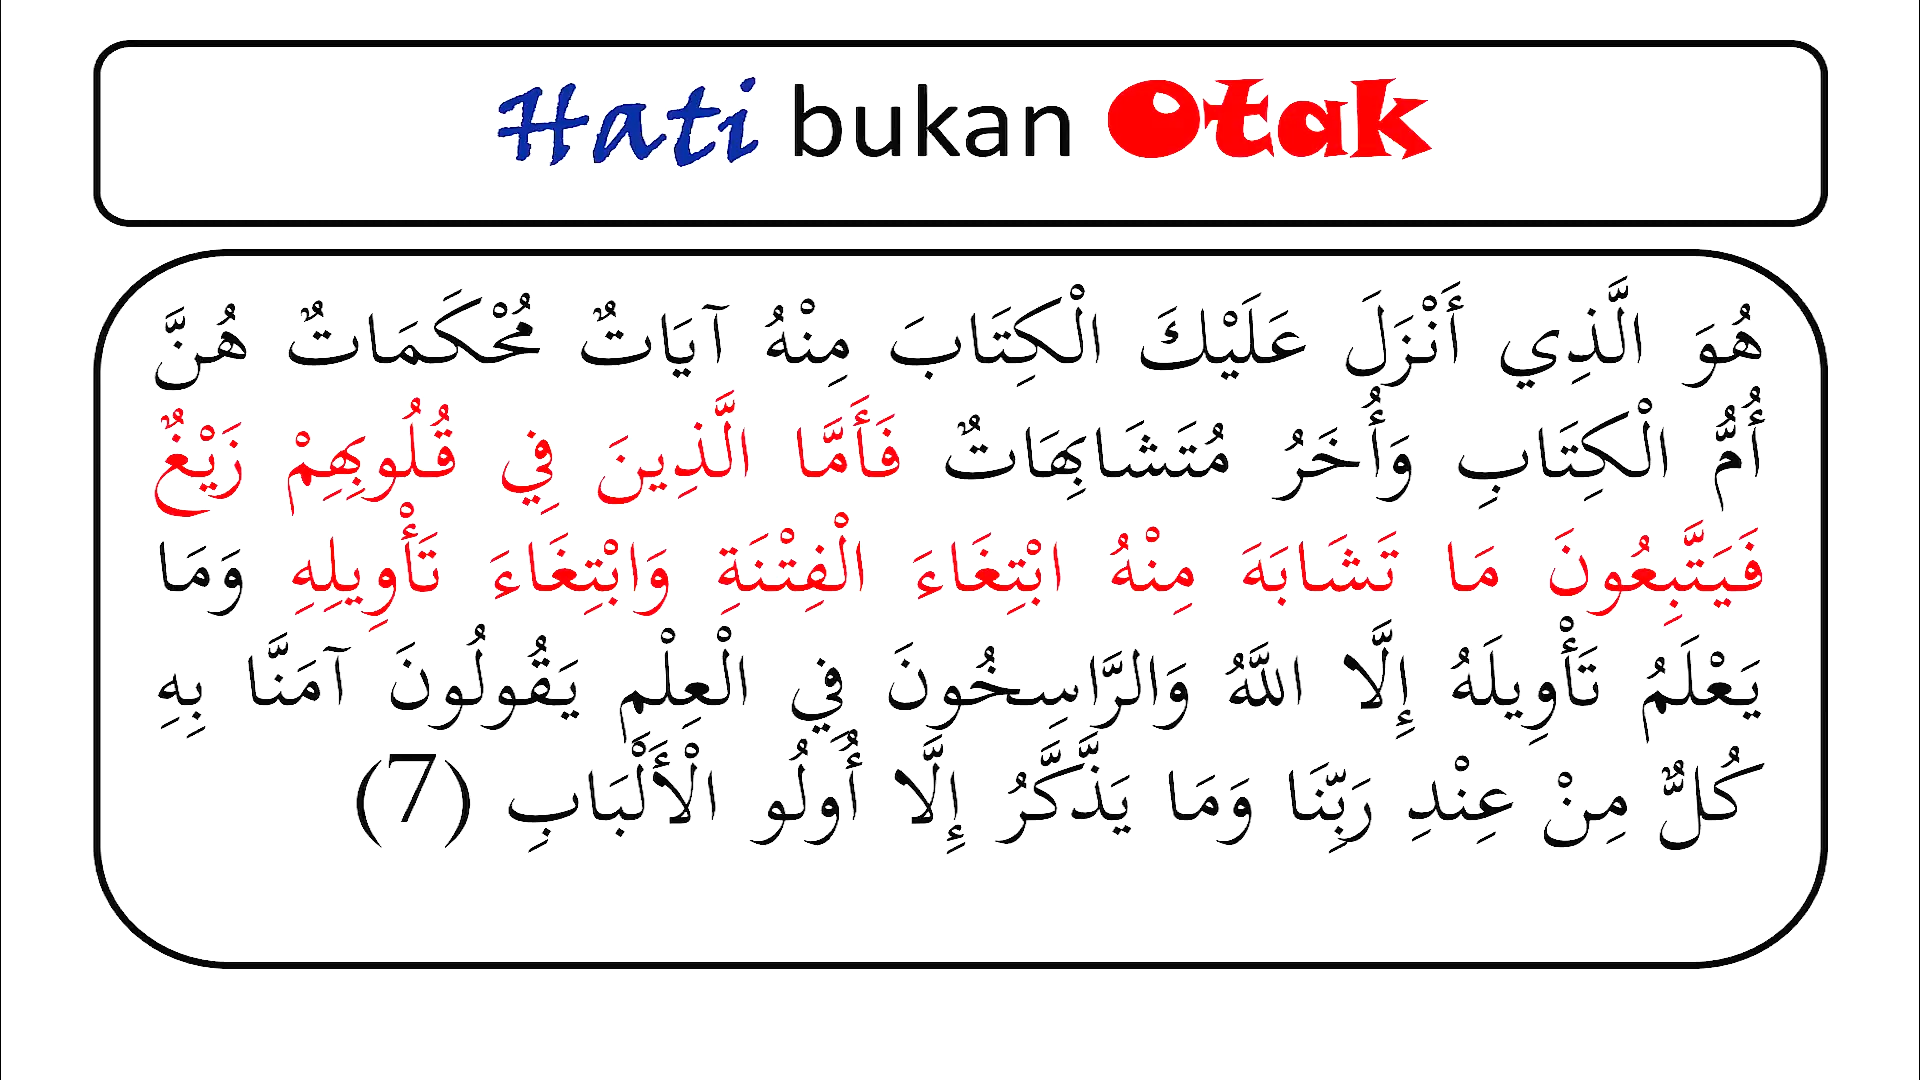 Hati bukan Otak
هُوَ الَّذِي أَنْزَلَ عَلَيْكَ الْكِتَابَ مِنْهُ آيَاتٌ مُحْكَمَاتٌ هُنَّ
أُمُّ الْكِتَابِ وَأُخَرُ مُتَشَابِهَاتٌ فَأَمَّا الَّذِينَ فِي قُلُوبِهِمْ زَيْغٌ
فَيَتَّبِعُونَ مَا تَشَابَهَ مِنْهُ ابْتِغَاءَ الْفِتْنَةِ وَابْتِغَاءَ تَأْوِيلِهِ وَمَا
يَعْلَمُ تَأْوِيلَهُ إِلَّا اللَّهُ وَالرَّاسِخُونَ فِي الْعِلْمِ يَقُولُونَ آمَنَّا بِهِ
كُلٌّ مِنْ عِنْدِ رَبِّنَا وَمَا يَذَّكَّرُ إِلَّا أُولُو الْأَلْبَابِ (7)